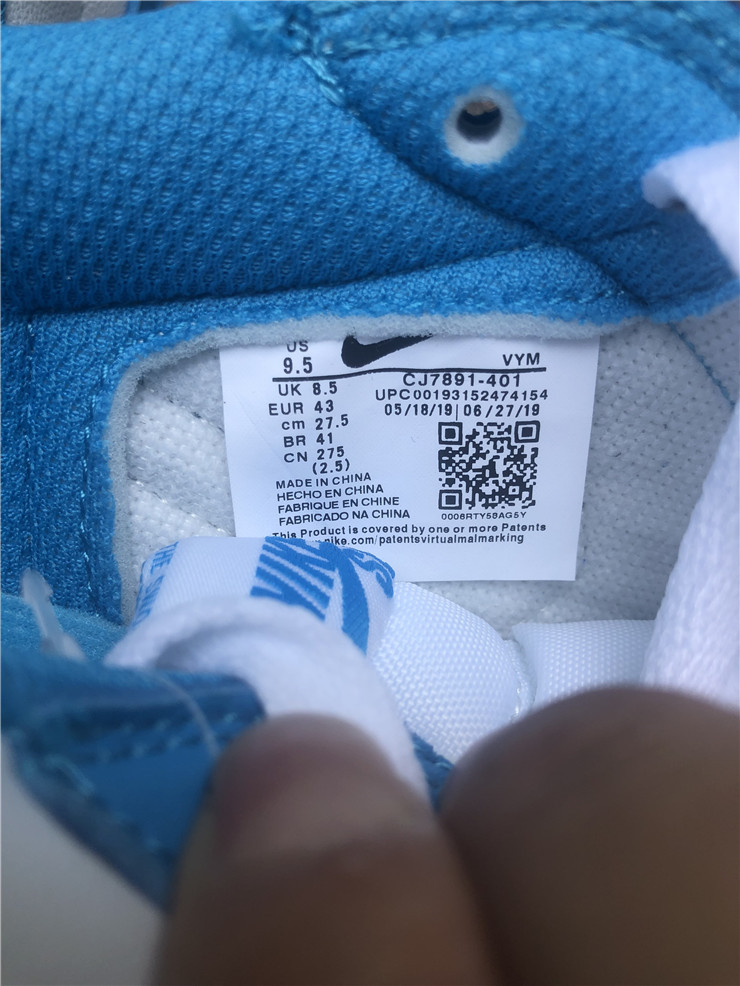 US
9.5
VYM
UK 8.5
CJ7891-401
EUR 43
UPC00193152474154
cm 27.5
05/18/19 | 06/27/19
BR 41
CN 275
(2.5)
MADE IN CHINA
HECHO EN CHINA
FABRIQUE EN CHINE
FABRICADO NA CHINA
0006RTY59AG5Y
This Product is covered by one or more Patents
nike.com/patentsvirtualmalmarking